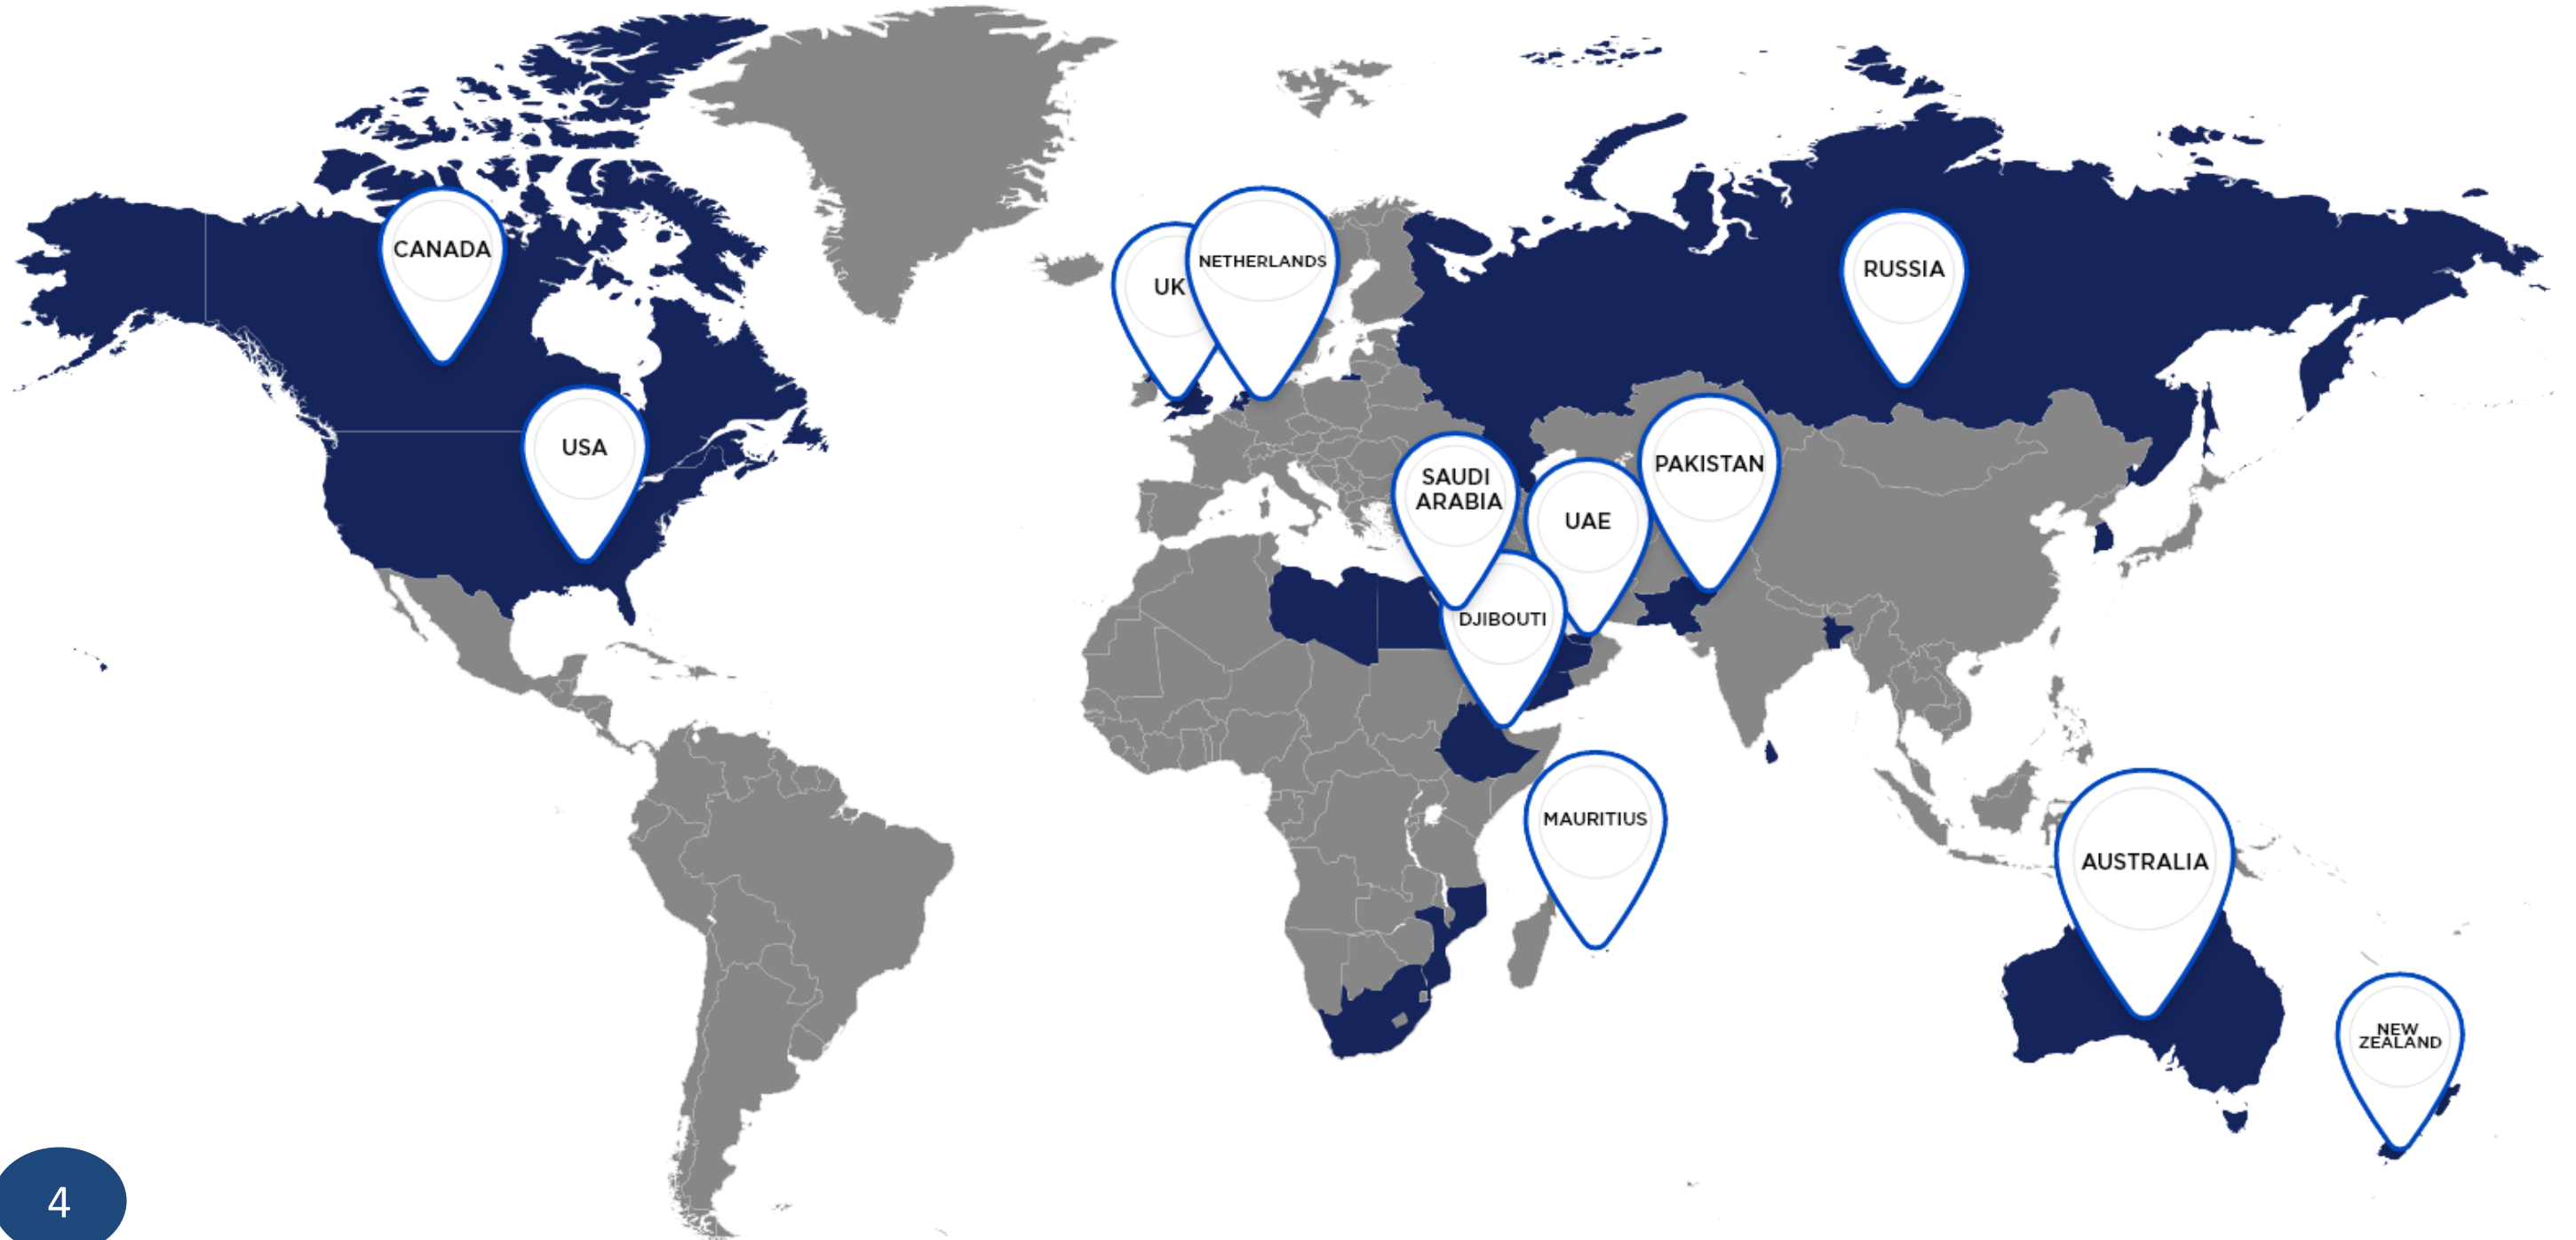 CANADA
USA
UK
NETHERLANDS
RUSSIA
SAUDI
ARABIA
UAE
PAKISTAN
DJIBOUTI
MAURITIUS
AUSTRALIA
NEW
ZEALAND
4